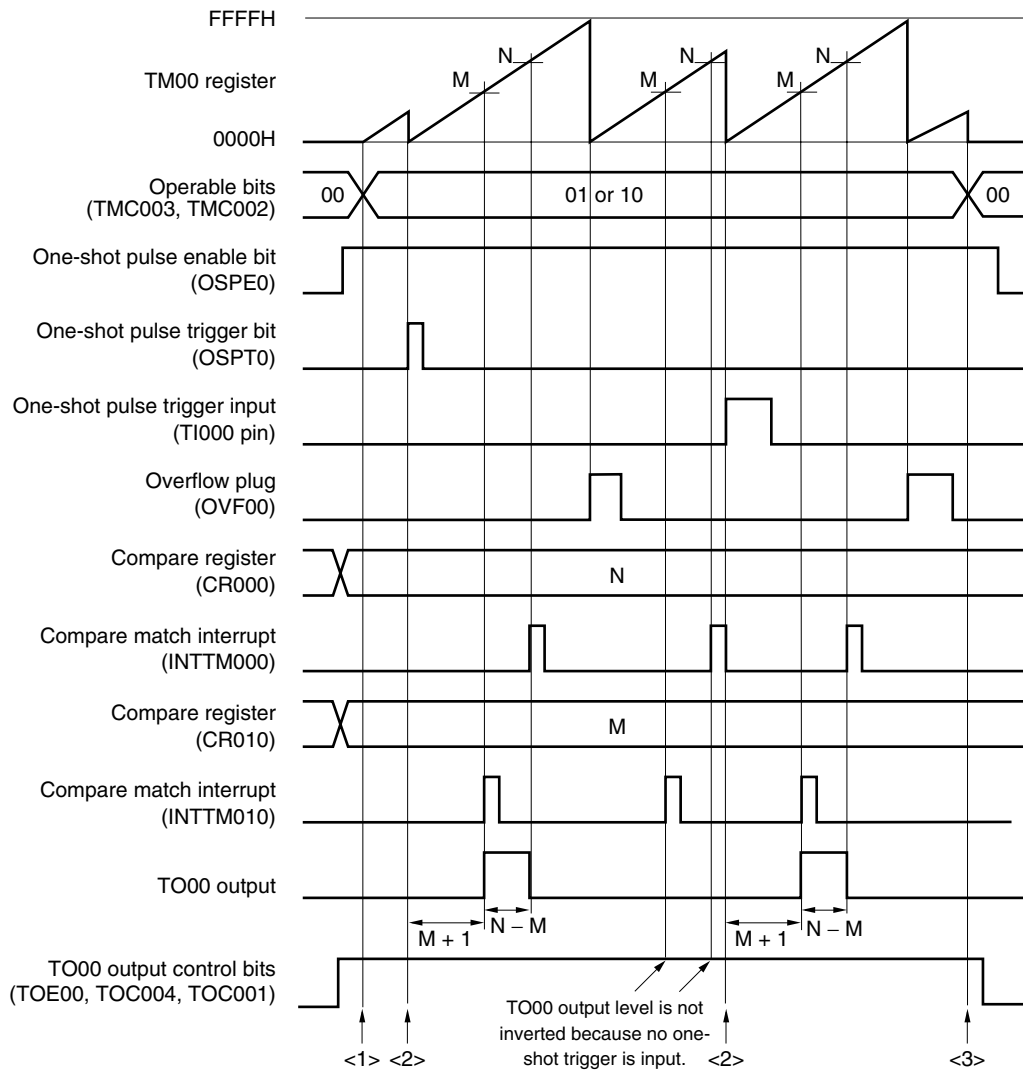 FFFFH
TM00 register
0000H
M
N
M
N
M
N
Operable bits
(TMC003, TMC002)
00
01 or 10
00
One-shot pulse enable bit
(OSPE0)
One-shot pulse trigger bit
(OSPT0)
One-shot pulse trigger input
(TI000 pin)
Overflow plug
(OVF00)
Compare register
(CR000)
N
Compare match interrupt
(INTTM000)
Compare register
(CR010)
M
Compare match interrupt
(INTTM010)
TO00 output
M + 1
N − M
M + 1
N − M
TO00 output control bits
(TOE00, TOC004, TOC001)
TO00 output level is not
inverted because no one-
shot trigger is input.
<1> <2>
<2>
<3>